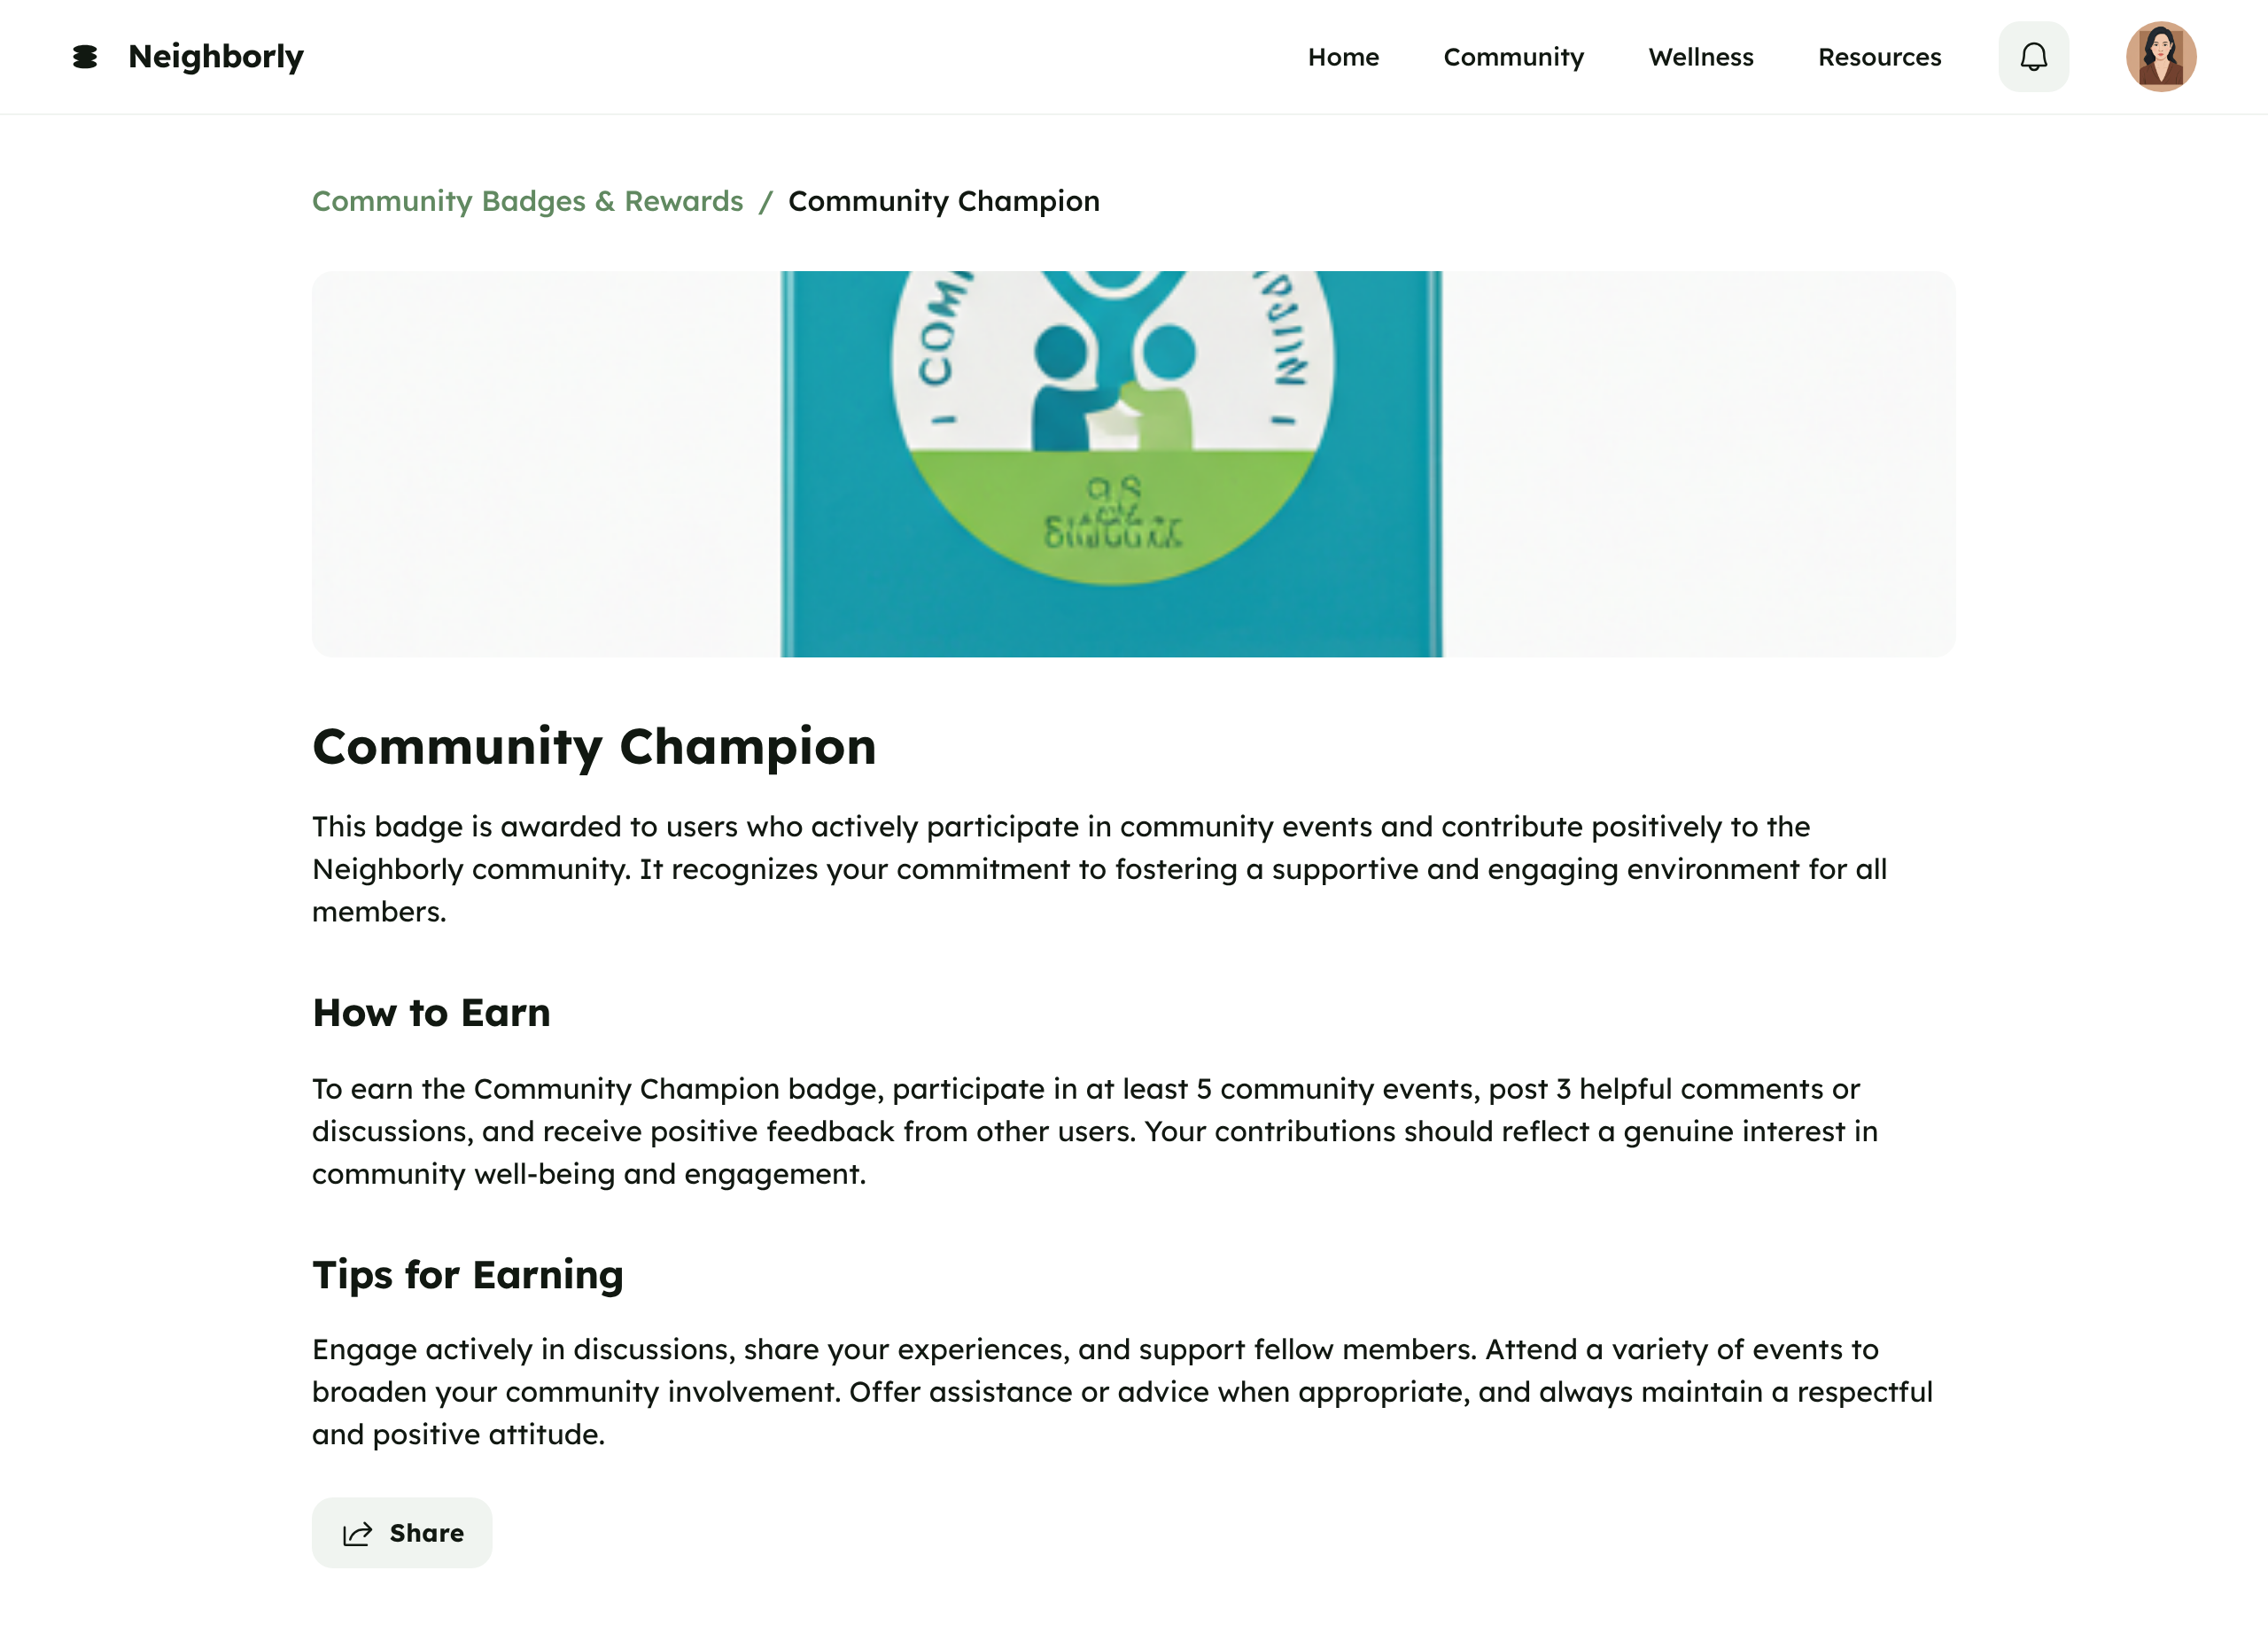 Neighborly
Home
Community
Wellness
Resources
Community Badges & Rewards / Community Champion
Community Champion
This badge is awarded to users who actively participate in community events and contribute positively to the
Neighborly community. It recognizes your commitment to fostering a supportive and engaging environment for all
members.
How to Earn
To earn the Community Champion badge, participate in at least 5 community events, post 3 helpful comments or
discussions, and receive positive feedback from other users. Your contributions should reflect a genuine interest in
community well-being and engagement.
Tips for Earning
Engage actively in discussions, share your experiences, and support fellow members. Attend a variety of events to
broaden your community involvement. Offer assistance or advice when appropriate, and always maintain a respectful
and positive attitude.
Share